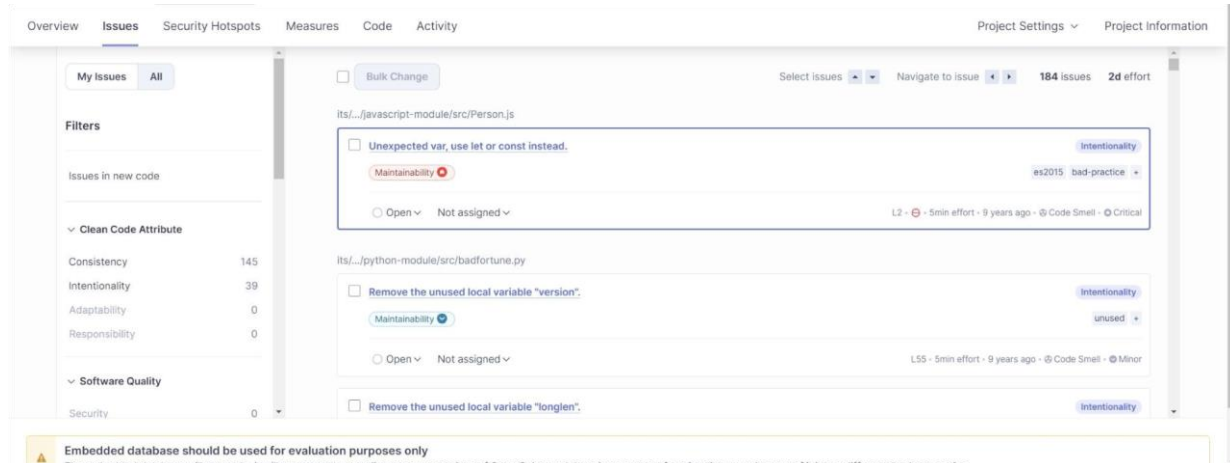 Overview Issues Security Hotspots Measures Code Activity Project Settings Project Information
My Issues All
Bulk Change Select issues Navigate to issue 184 issues 2d effort
Filters
Issues in new code
Clean Code Attribute
Consistency 145
Intentionality 39
Adaptability 0
Responsibility 0
Software Quality
Security 0
its/.../javascript-module/src/Person.js
Unexpected var, use let or const instead. Intentionality
Maintainability es2015 bad-practice +
Open Not assigned L2 • 5min effort • 9 years ago • Code Smell • Critical
its/.../python-module/src/badfortune.py
Remove the unused local variable "version". Intentionality
Maintainability unused +
Open Not assigned L55 • 5min effort • 9 years ago • Code Smell • Minor
Remove the unused local variable "longlen". Intentionality
Embedded database should be used for evaluation purposes only